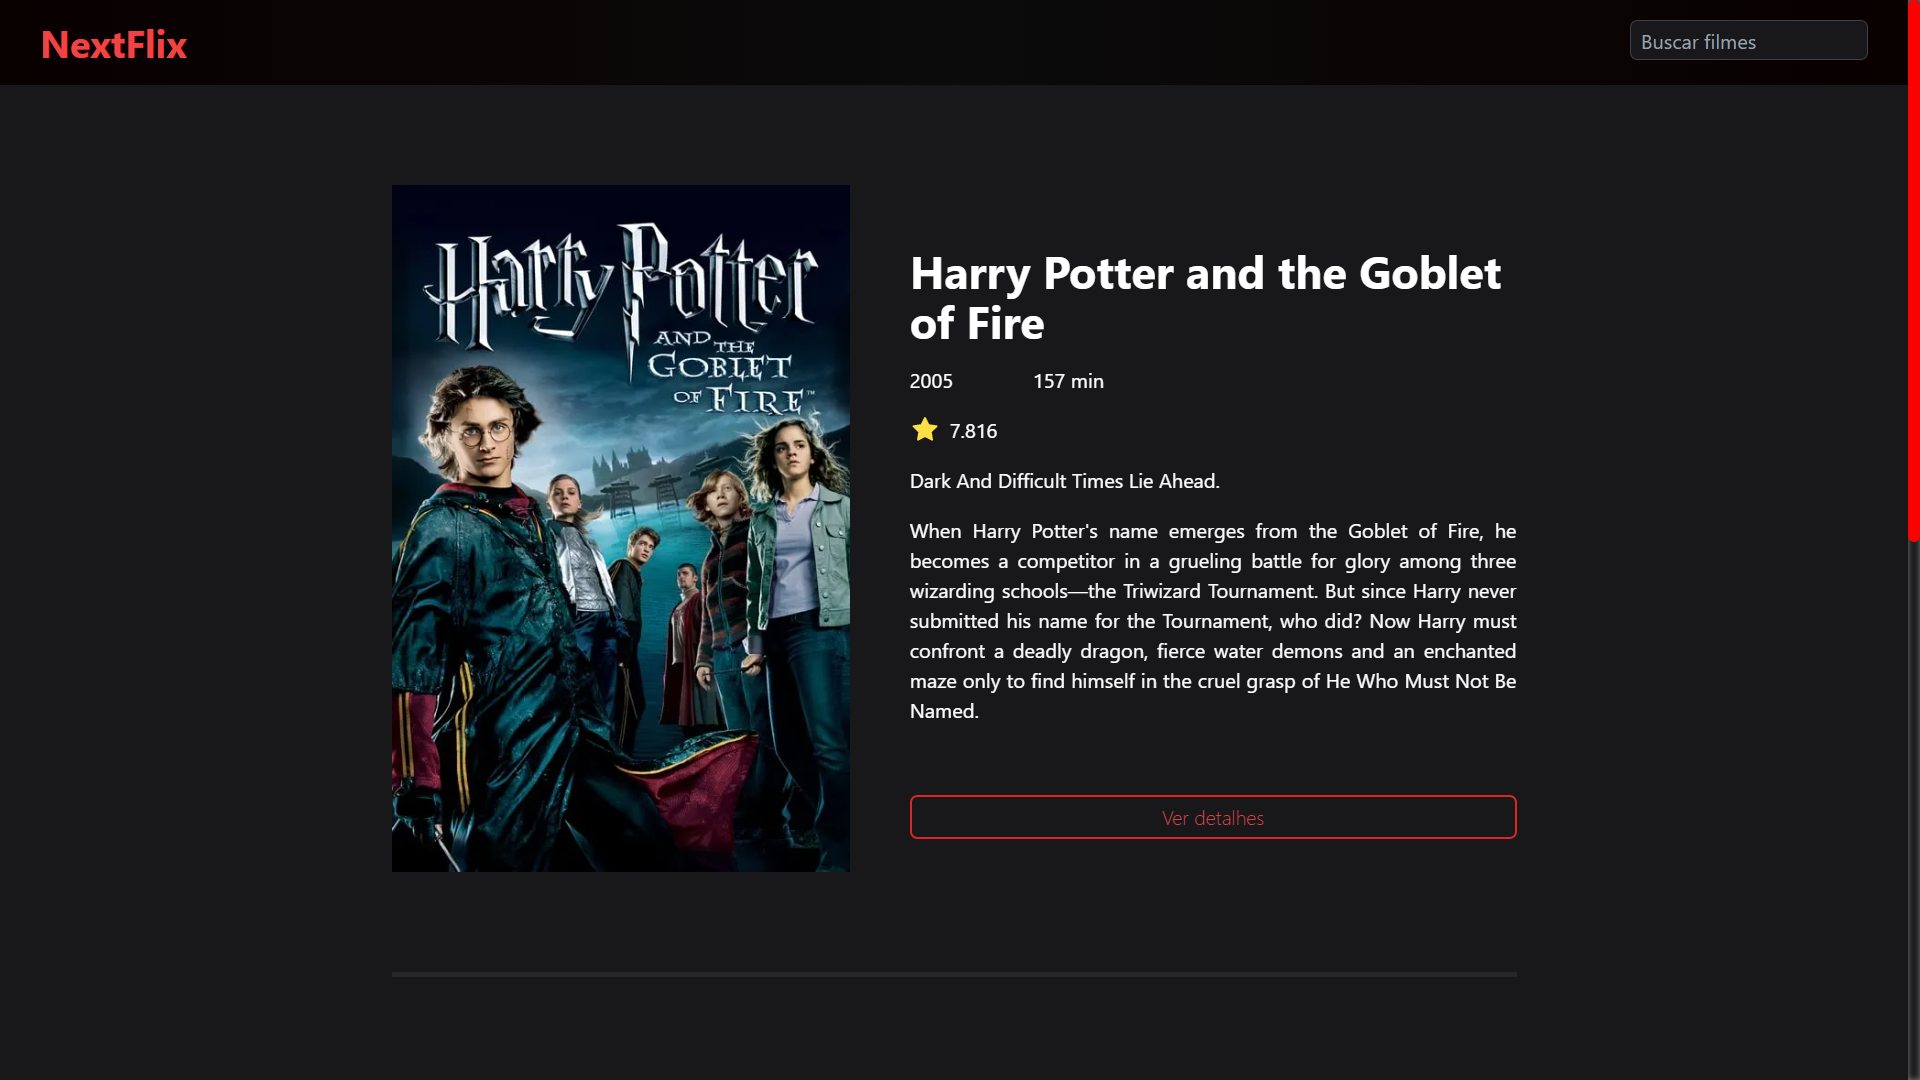 NextFlix
Buscar filmes
Harry Potter
AND THE
GOBLET
OF FIRE™
Harry Potter and the Goblet
of Fire
2005 157 min
7.816
Dark And Difficult Times Lie Ahead.
When Harry Potter's name emerges from the Goblet of Fire, he
becomes a competitor in a grueling battle for glory among three
wizarding schools—the Triwizard Tournament. But since Harry never
submitted his name for the Tournament, who did? Now Harry must
confront a deadly dragon, fierce water demons and an enchanted
maze only to find himself in the cruel grasp of He Who Must Not Be
Named.
Ver detalhes